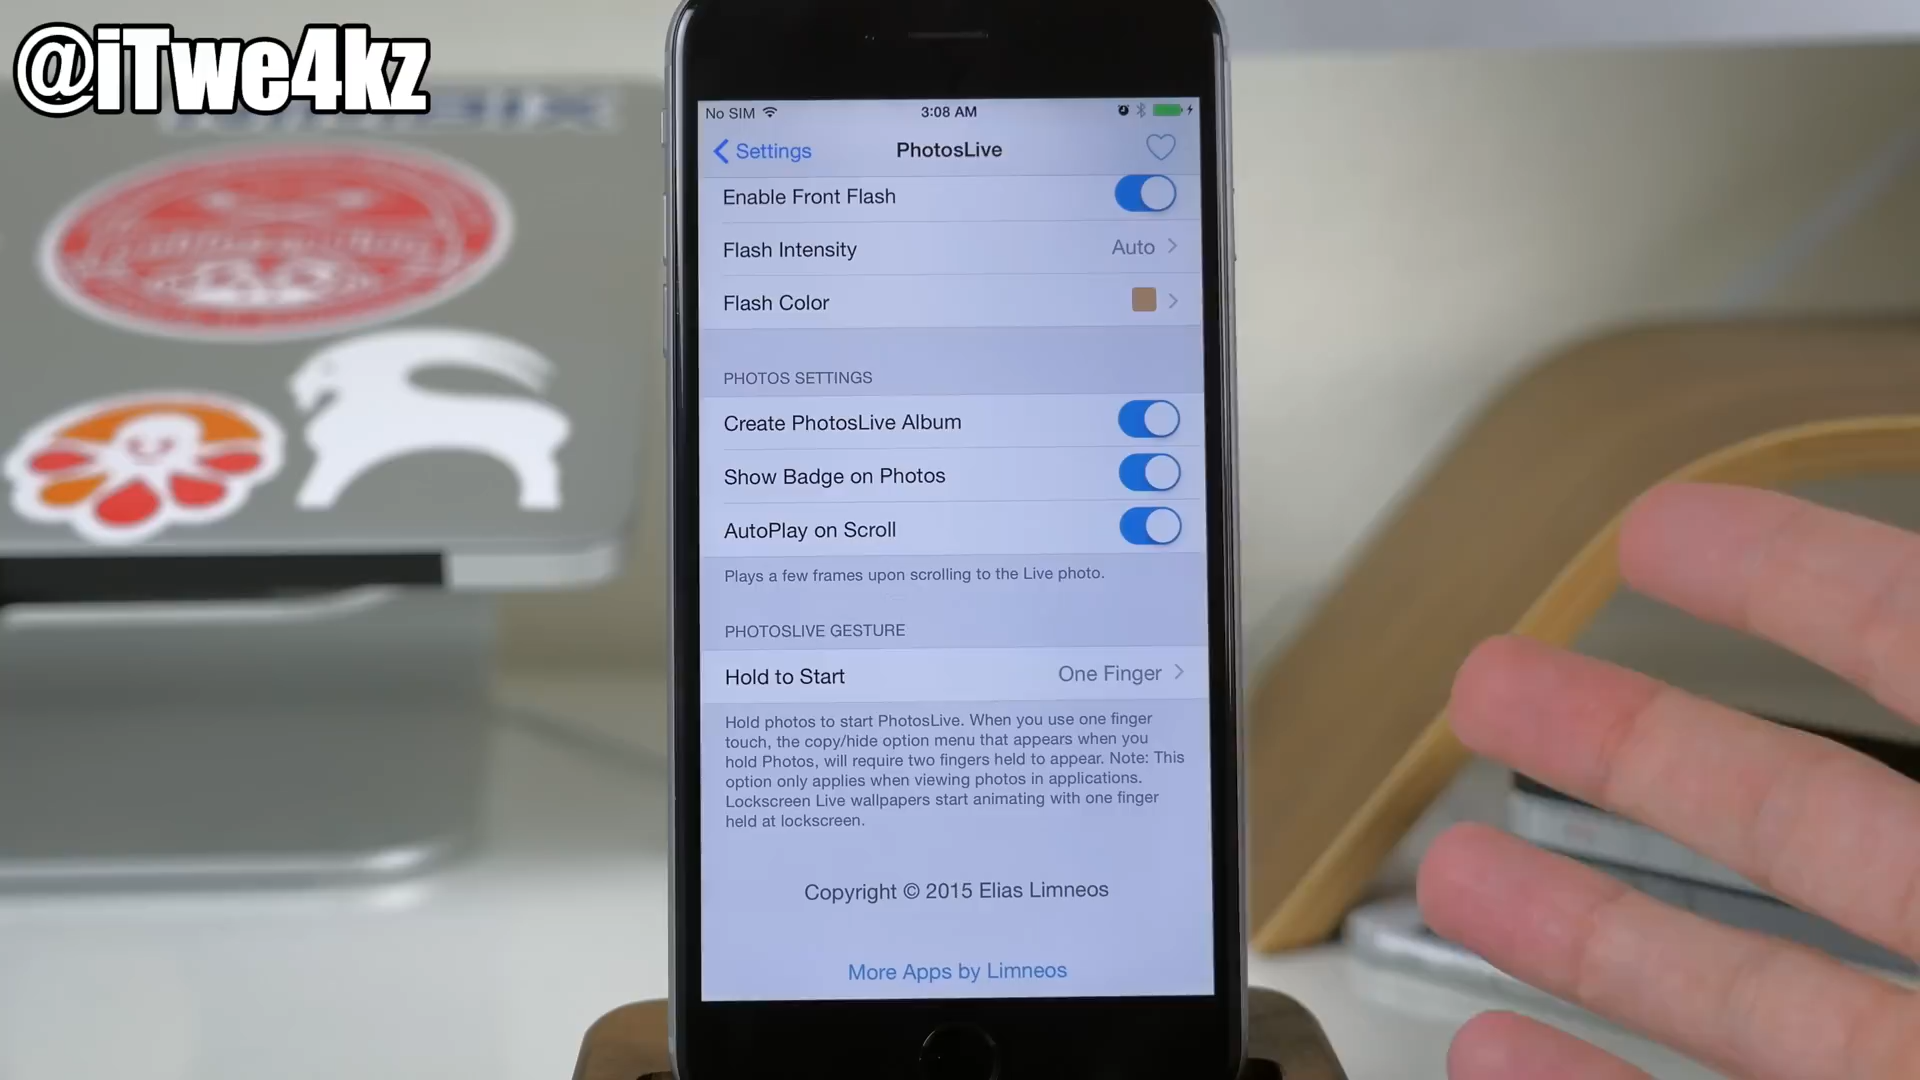 @iTwe4kz
No SIM
3:08 AM
Settings
PhotosLive
Enable Front Flash
Flash Intensity Auto
Flash Color
PHOTOS SETTINGS
Create PhotosLive Album
Show Badge on Photos
AutoPlay on Scroll
Plays a few frames upon scrolling to the Live photo.
PHOTOSLIVE GESTURE
Hold to Start One Finger
Hold photos to start PhotosLive. When you use one finger
touch, the copy/hide option menu that appears when you
hold Photos, will require two fingers held to appear. Note: This
option only applies when viewing photos in applications.
Lockscreen Live wallpapers start animating with one finger
held at lockscreen.
Copyright © 2015 Elias Limneos
More Apps by Limneos